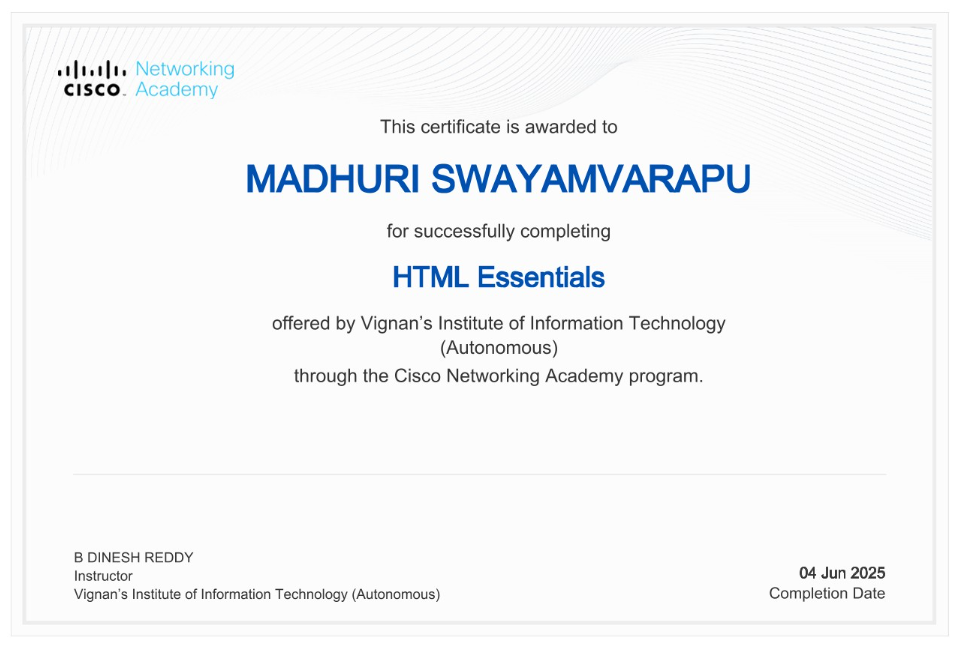 Networking
CISCO Academy
This certificate is awarded to
MADHURI SWAYAMVARAPU
for successfully completing
HTML Essentials
offered by Vignan’s Institute of Information Technology
(Autonomous)
through the Cisco Networking Academy program.
B DINESH REDDY
Instructor
Vignan’s Institute of Information Technology (Autonomous)
04 Jun 2025
Completion Date